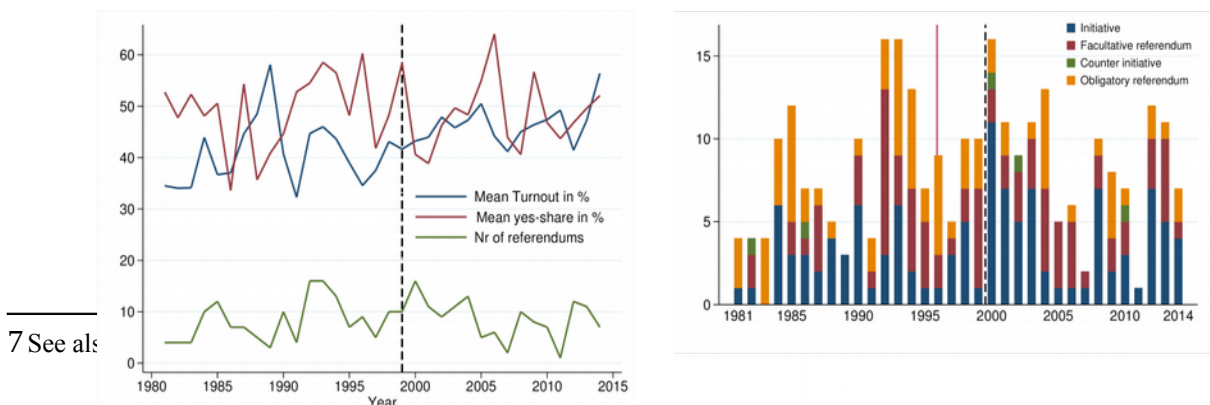 60
50
40
30
20
10
0
1980 1985 1990 1995 2000 2005 2010 2015
Year
Mean Turnout in %
Mean yes-share in %
Nr of referendums
15
10
5
0
1981 1985 1990 1995 2000 2005 2010 2014
Initiative
Facultative referendum
Counter initiative
Obligatory referendum
7 See als